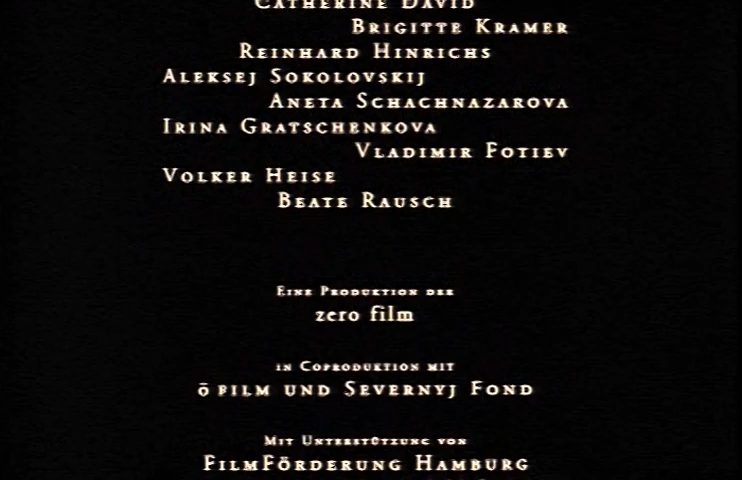 CATHERINE DAVID
BRIGITTE KRAMER
REINHARD HINRICHS
ALEKSEJ SOKOLOVSKIJ
ANETA SCHACHNAZAROVA
IRINA GRATSCHENKOVA
VLADIMIR FOTIEV
VOLKER HEISE
BEATE RAUSCH
EINE PRODUKTION DER
zero film
IN COPRODUKTION MIT
Ö FILM UND SEVERNYJ FOND
MIT UNTERSTÜTZUNG VON
FILMFÖRDERUNG HAMBURG